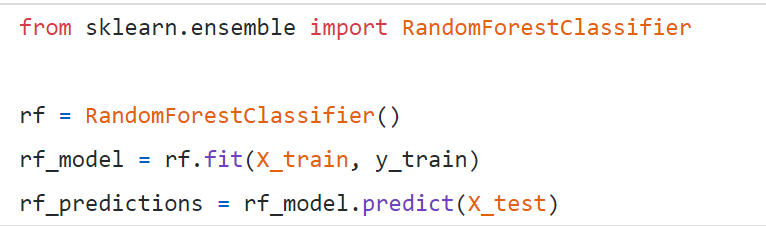 from sklearn.ensemble import RandomForestClassifier
rf = RandomForestClassifier()
rf_model = rf.fit(X_train, y_train)
rf_predictions = rf_model.predict(X_test)